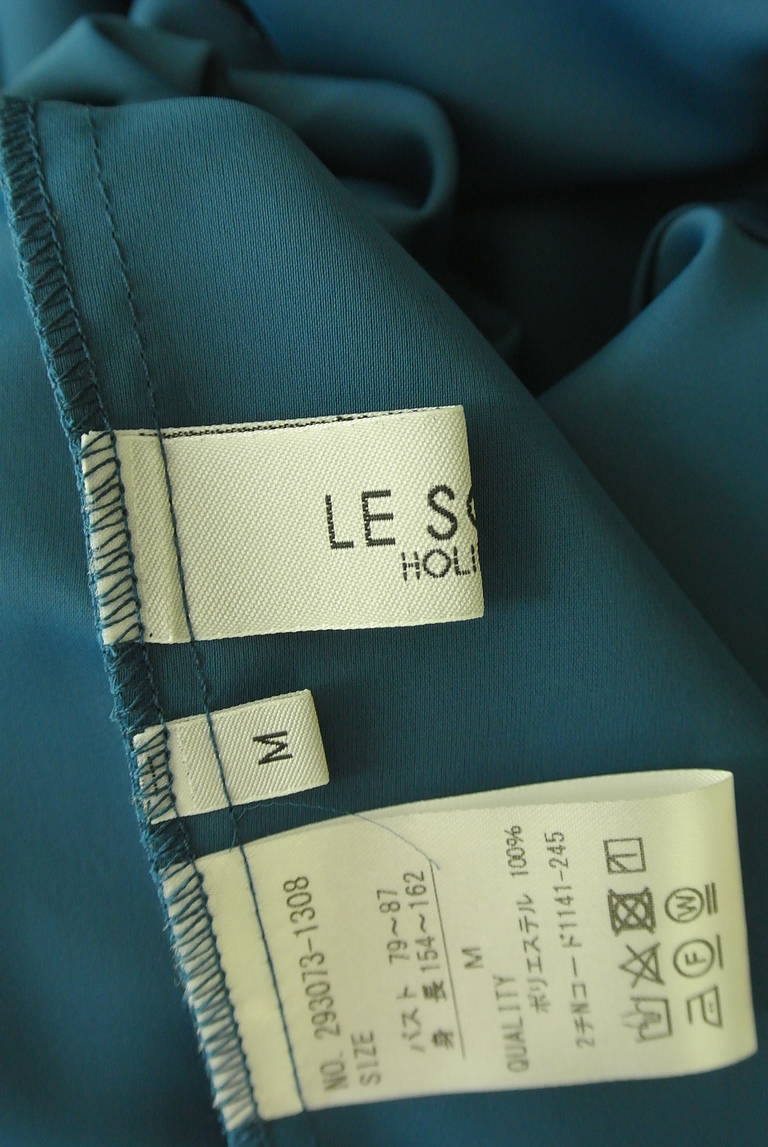 LE S
HOLI
M
NO. 293073-1308
SIZE
バスト 79～87
身 長 154～162
M
QUALITY
ポリエステル 100%
2チNコード1141-245
F W